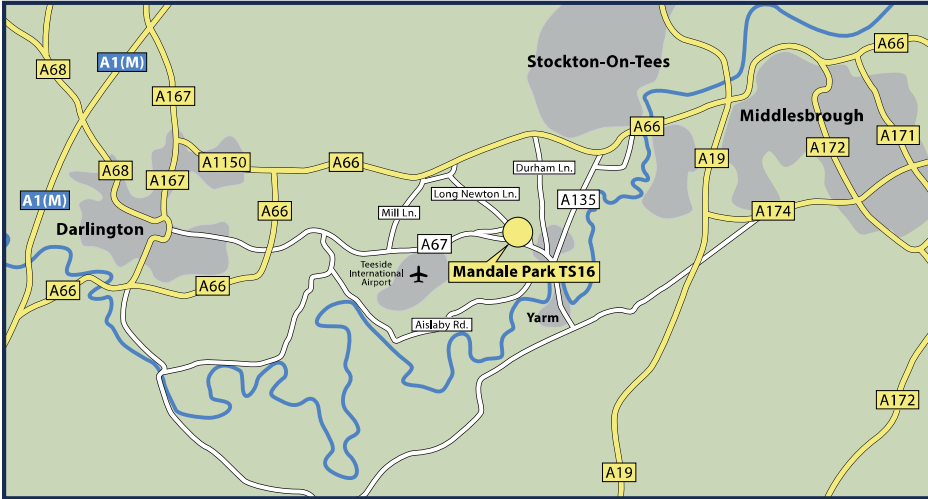 A66
A68
A1(M)
Stockton-On-Tees
A167
Middlesbrough
A66
A171
A172
A1150
A66
A19
Durham Ln.
A68
A167
Long Newton Ln.
A1(M)
A135
A66
Mill Ln.
A174
Darlington
A67
Teeside
International
Airport
Mandale Park TS16
A66
A66
Yarm
Aislaby Rd.
A172
A19